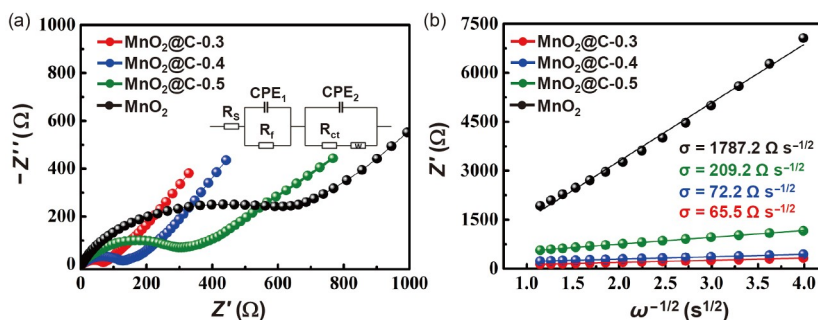 (a)
1000
800
600
400
200
0
−Z′′ (Ω)
MnO₂@C-0.3
MnO₂@C-0.4
MnO₂@C-0.5
MnO₂
CPE₁
CPE₂
Rₛ
R_f
R_ct
w
0 200 400 600 800 1000
Z′ (Ω)
(b)
7500
6000
4500
3000
1500
0
Z′ (Ω)
MnO₂@C-0.3
MnO₂@C-0.4
MnO₂@C-0.5
MnO₂
σ = 1787.2 Ω s⁻¹/²
σ = 209.2 Ω s⁻¹/²
σ = 72.2 Ω s⁻¹/²
σ = 65.5 Ω s⁻¹/²
1.0 1.5 2.0 2.5 3.0 3.5 4.0
ω⁻¹/² (s¹/²)